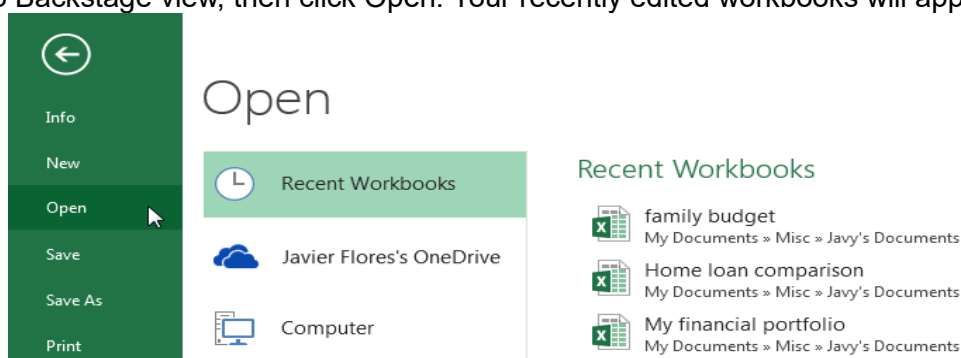 Backstage view, then click Open. Your recently edited workbooks will app
Open
Info
New
Open
Save
Save As
Print
Recent Workbooks
Javier Flores's OneDrive
Computer
Recent Workbooks
family budget
My Documents » Misc » Javy's Documents
Home loan comparison
My Documents » Misc » Javy's Documents
My financial portfolio
My Documents » Misc » Javy's Documents